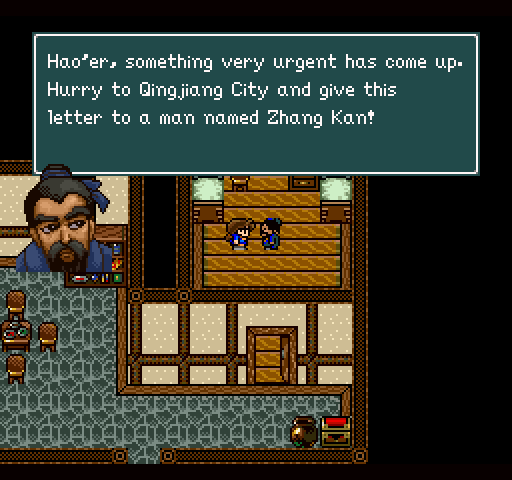 Hao'er, something very urgent has come up.
Hurry to Qingjiang City and give this
letter to a man named Zhang Kan!